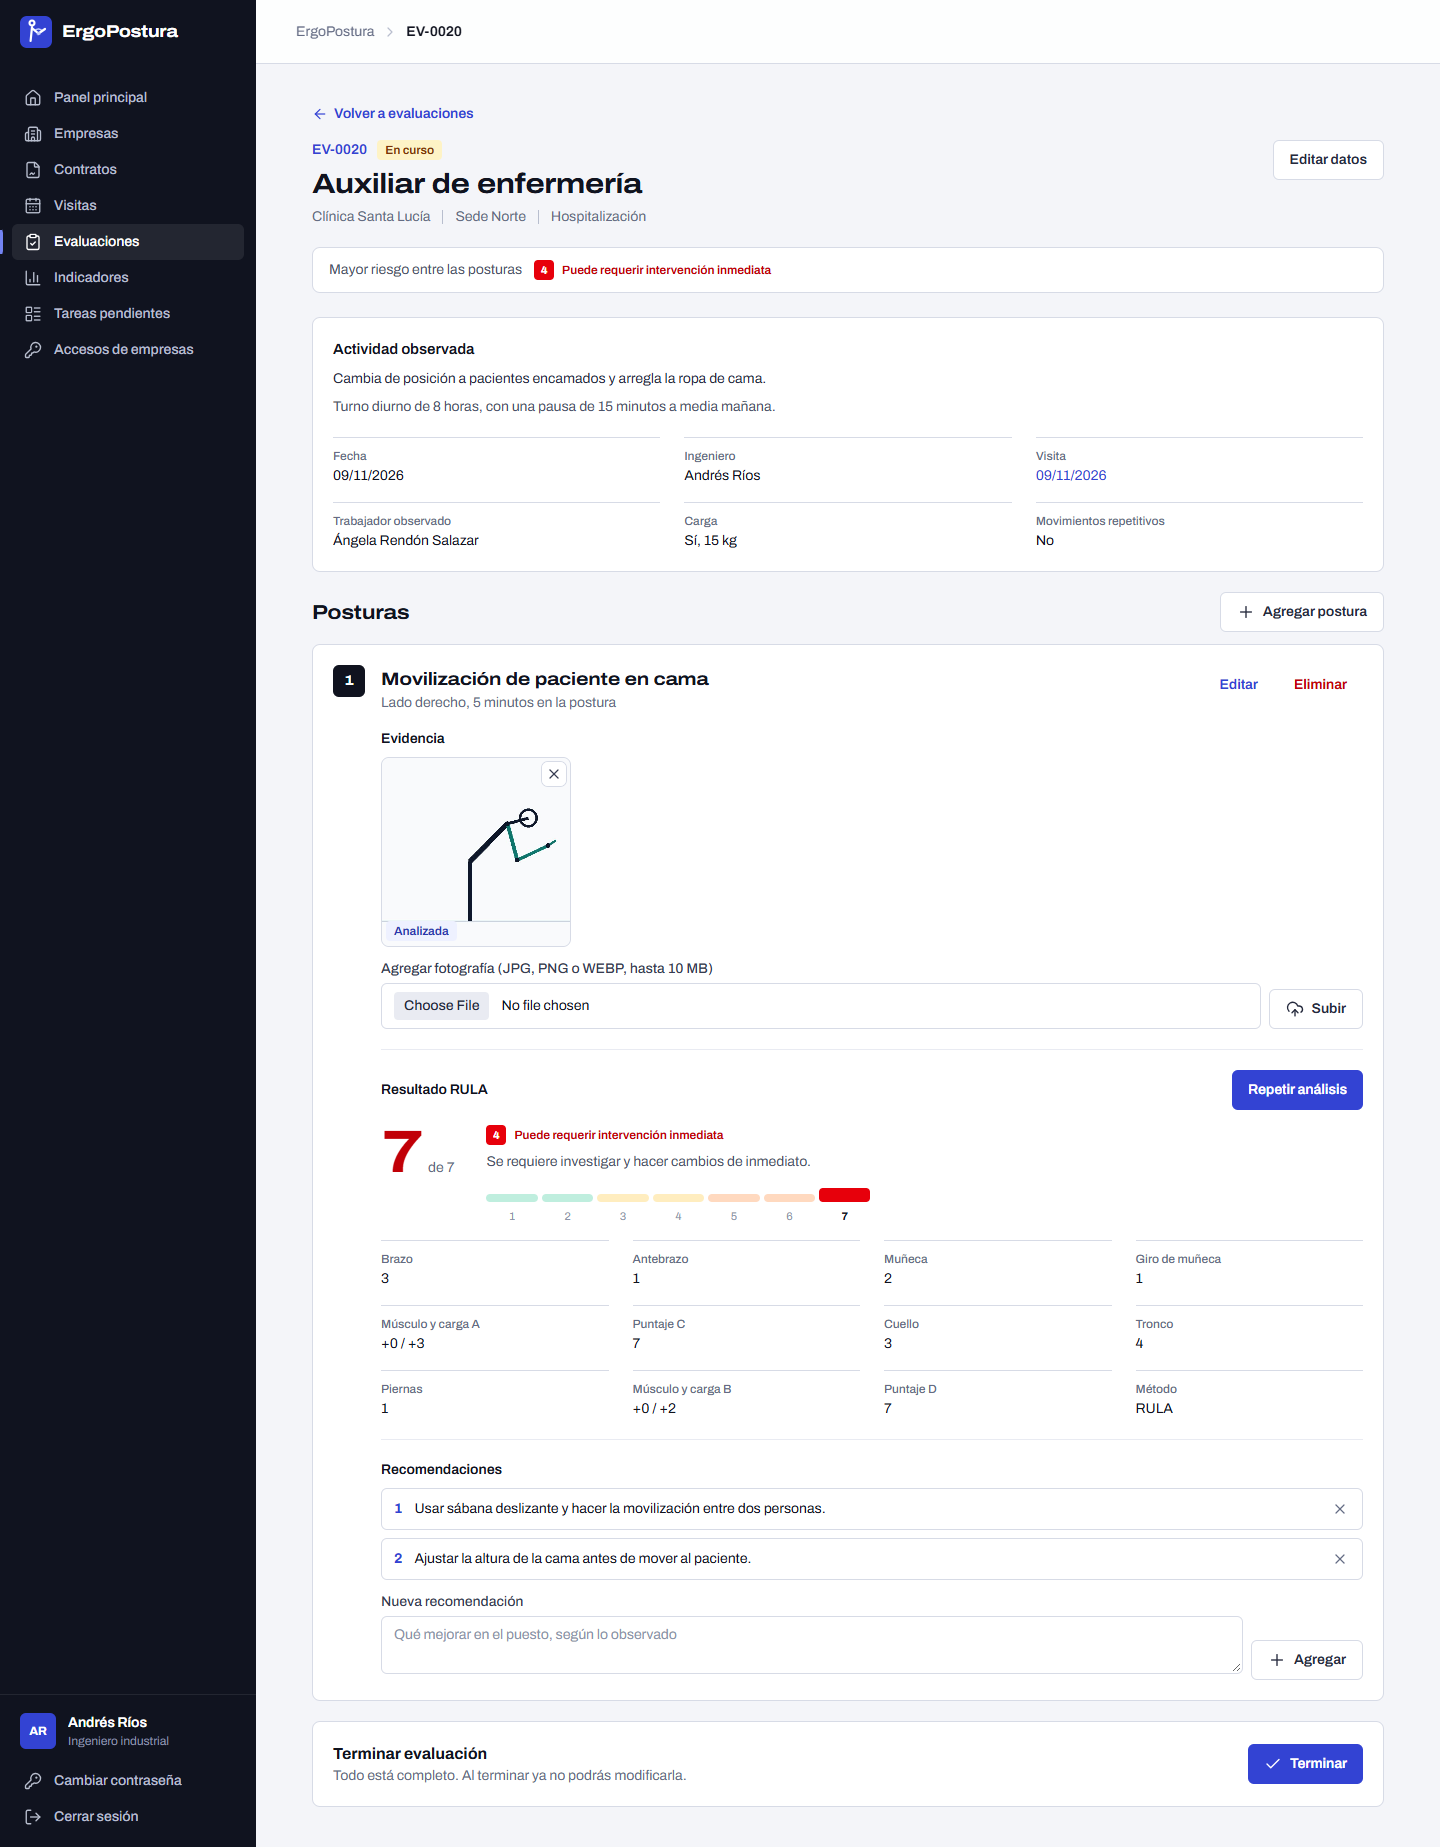 ErgoPostura
Panel principal
Empresas
Contratos
Visitas
Evaluaciones
Indicadores
Tareas pendientes
Accesos de empresas
AR
Andrés Ríos
Ingeniero industrial
Cambiar contraseña
Cerrar sesión
ErgoPostura > EV-0020
Volver a evaluaciones
EV-0020 En curso
Editar datos
Auxiliar de enfermería
Clínica Santa Lucía | Sede Norte | Hospitalización
Mayor riesgo entre las posturas 4 Puede requerir intervención inmediata
Actividad observada
Cambia de posición a pacientes encamados y arregla la ropa de cama.
Turno diurno de 8 horas, con una pausa de 15 minutos a media mañana.
Fecha Ingeniero Visita
09/11/2026 Andrés Ríos 09/11/2026
Trabajador observado Carga Movimientos repetitivos
Ángela Rendón Salazar Sí, 15 kg No
Posturas
Agregar postura
1 Movilización de paciente en cama
Editar Eliminar
Lado derecho, 5 minutos en la postura
Evidencia
Analizada
Agregar fotografía (JPG, PNG o WEBP, hasta 10 MB)
Choose File No file chosen
Subir
Resultado RULA
Repetir análisis
7 de 7
4 Puede requerir intervención inmediata
Se requiere investigar y hacer cambios de inmediato.
1 2 3 4 5 6 7
Brazo Antebrazo Muñeca Giro de muñeca
3 1 2 1
Músculo y carga A Puntaje C Cuello Tronco
+0 / +3 7 3 4
Piernas Músculo y carga B Puntaje D Método
1 +0 / +2 7 RULA
Recomendaciones
1 Usar sábana deslizante y hacer la movilización entre dos personas.
2 Ajustar la altura de la cama antes de mover al paciente.
Nueva recomendación
Qué mejorar en el puesto, según lo observado
Agregar
Terminar evaluación
Todo está completo. Al terminar ya no podrás modificarla.
Terminar